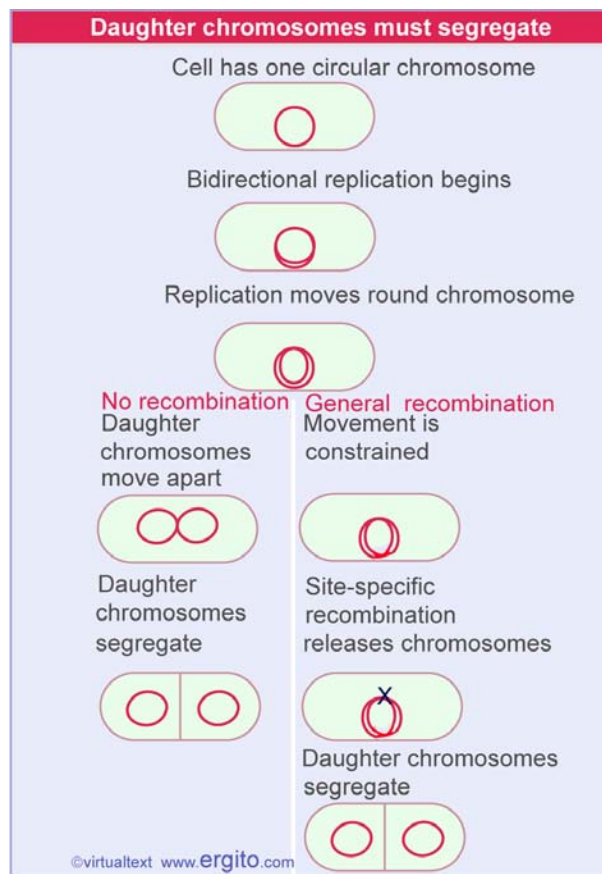 Daughter chromosomes must segregate
Cell has one circular chromosome
Bidirectional replication begins
Replication moves round chromosome
No recombination
Daughter
chromosomes
move apart
Daughter
chromosomes
segregate
General recombination
Movement is
constrained
Site-specific
recombination
releases chromosomes
X
Daughter chromosomes
segregate
©virtualtext www.ergito.com